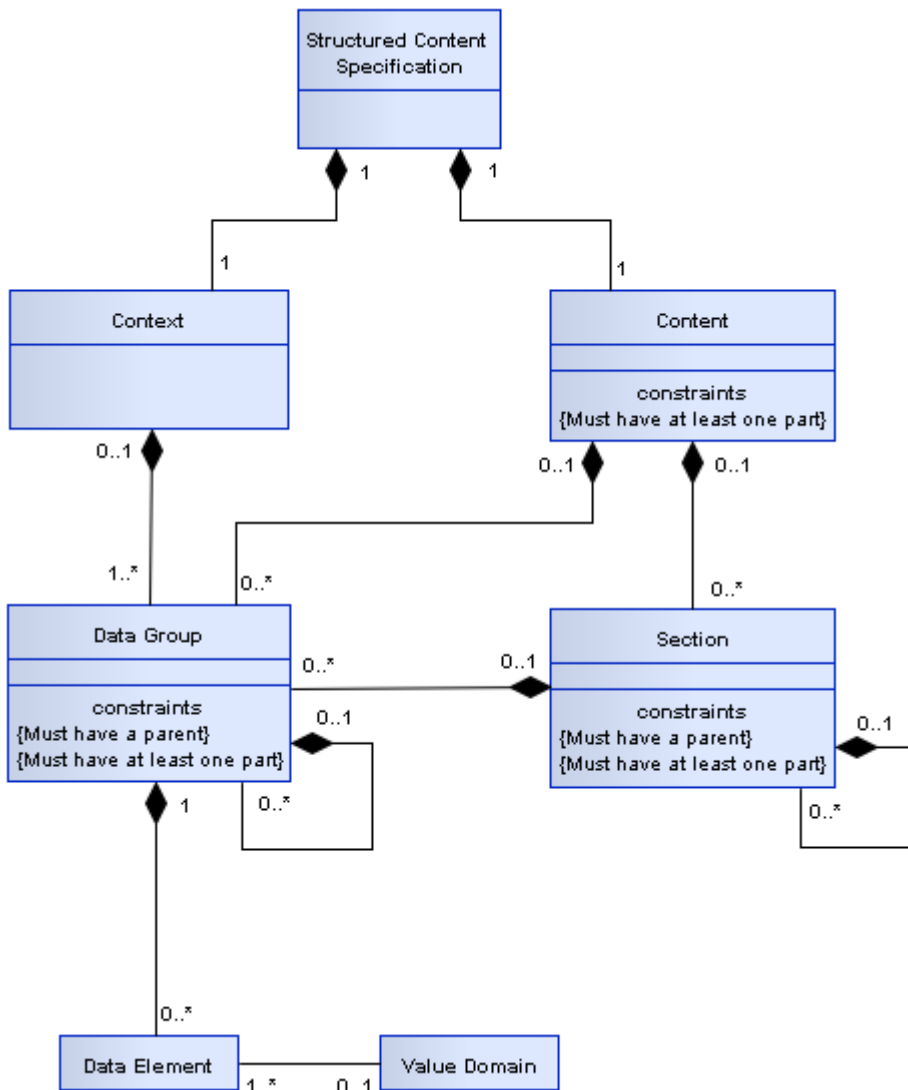 Structured Content
Specification
1
1
1
1
Context
Content
constraints
{Must have at least one part}
0..1
0..1
0..1
1..*
0..*
0..*
Data Group
Section
0..*
0..1
constraints
{Must have a parent}
{Must have at least one part}
0..1
constraints
{Must have a parent}
{Must have at least one part}
0..1
1
0..*
0..*
0..*
Data Element
Value Domain
1..*
0..1